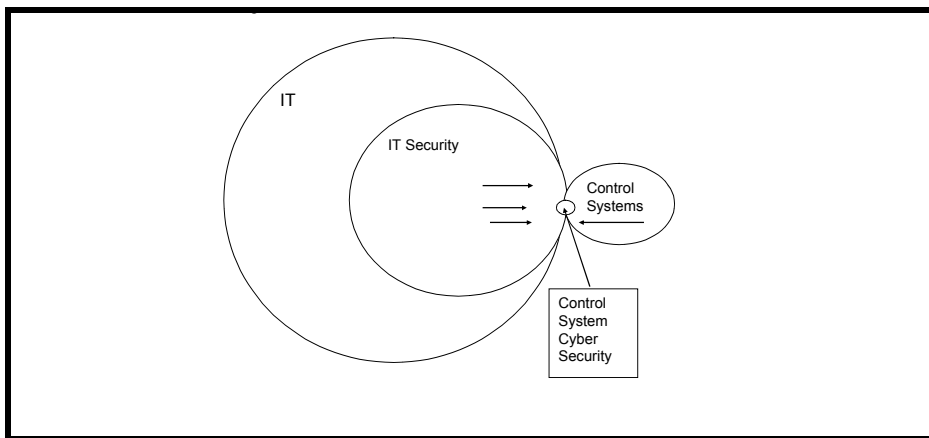 IT
IT Security
Control
Systems
Control
System
Cyber
Security